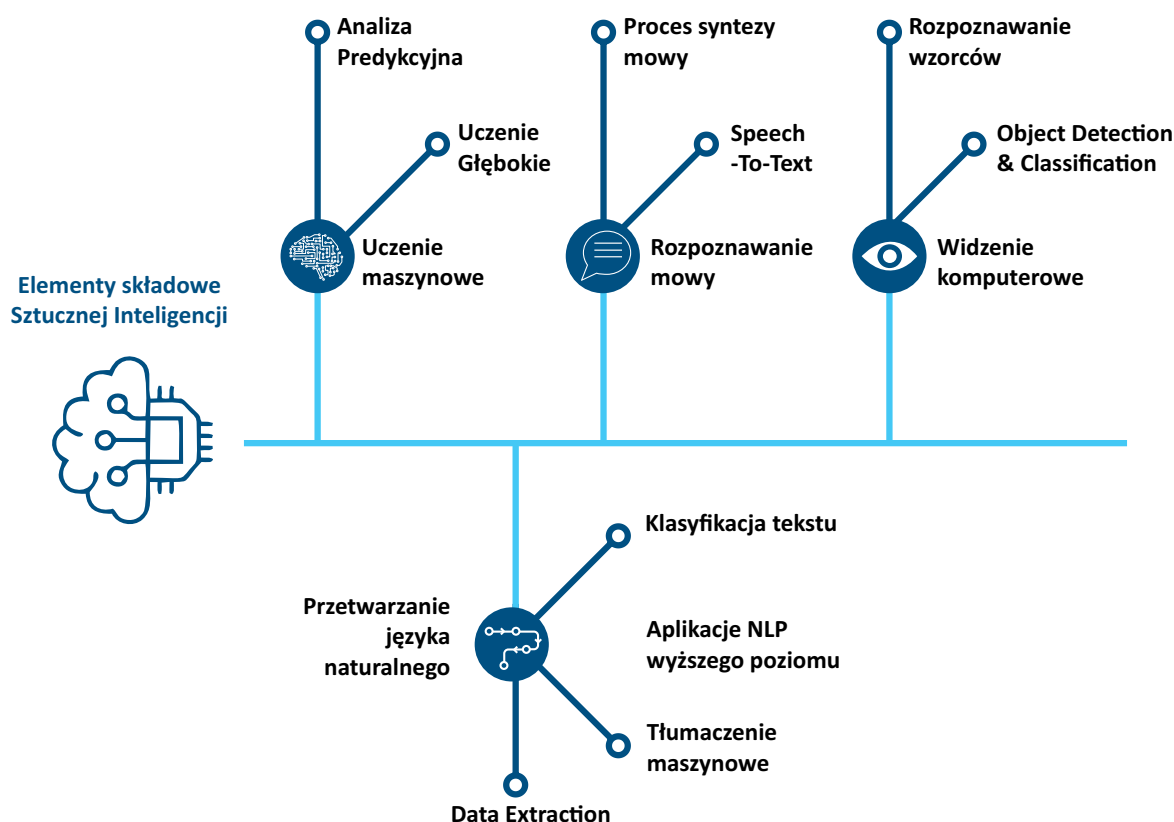 Analiza
Predykcyjna
Proces syntezy
mowy
Rozpoznawanie
wzorców
Uczenie
Głębokie
Speech
-To-Text
Object Detection
& Classification
Uczenie
maszynowe
Rozpoznawanie
mowy
Widzenie
komputerowe
Elementy składowe
Sztucznej Inteligencji
Klasyfikacja tekstu
Przetwarzanie
języka
naturalnego
Aplikacje NLP
wyższego poziomu
Tłumaczenie
maszynowe
Data Extraction